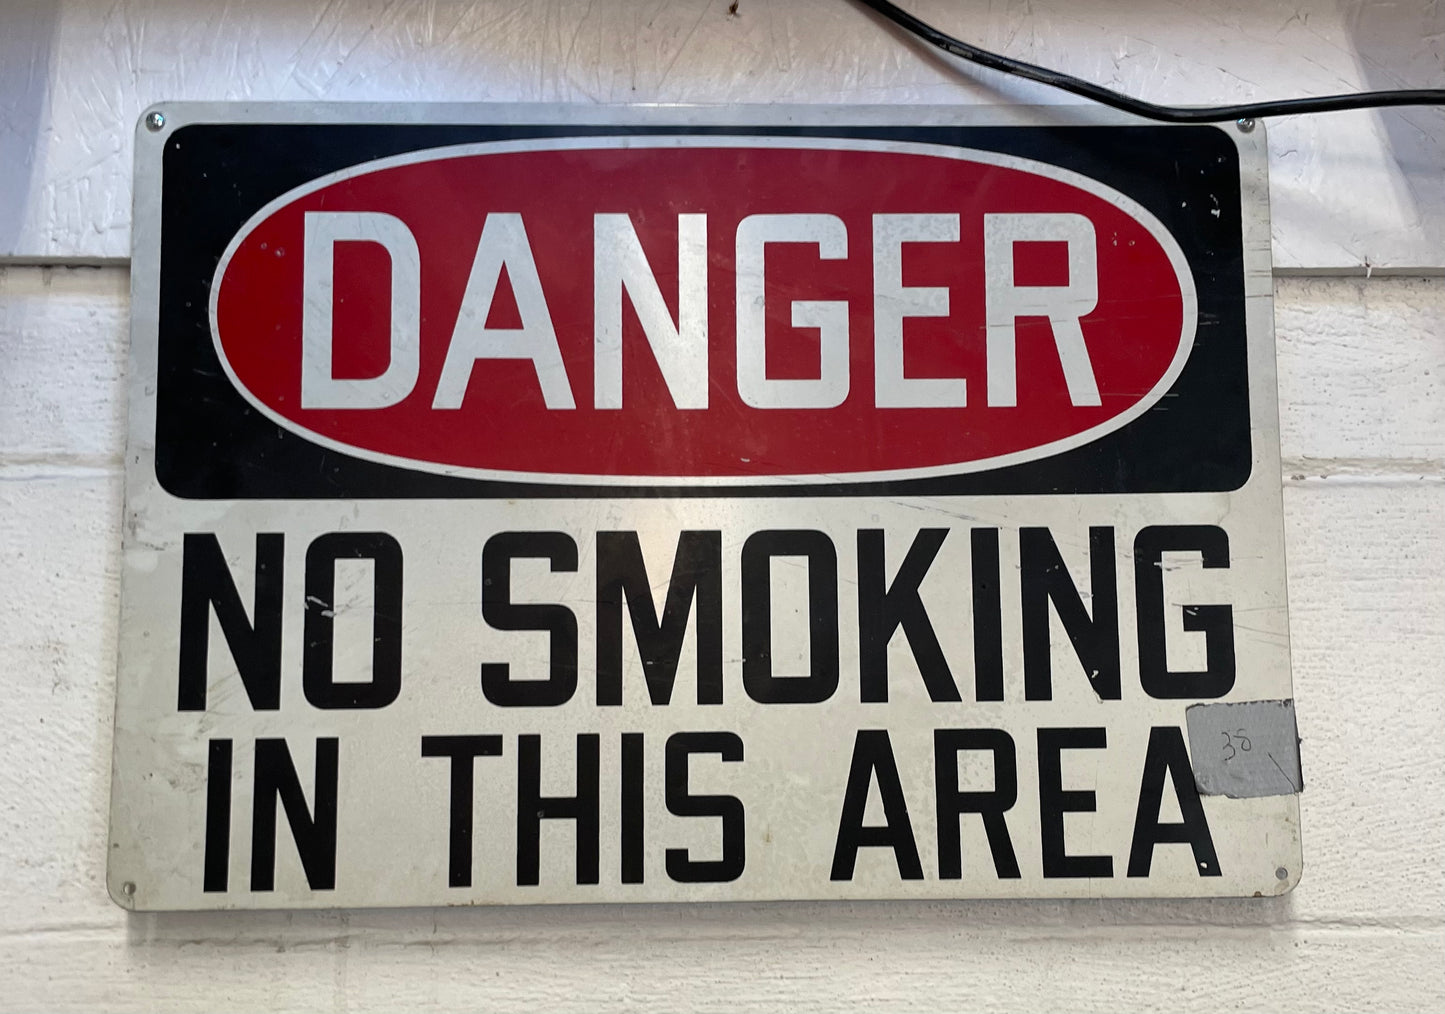 DANGER
NO SMOKING
IN THIS AREA
38